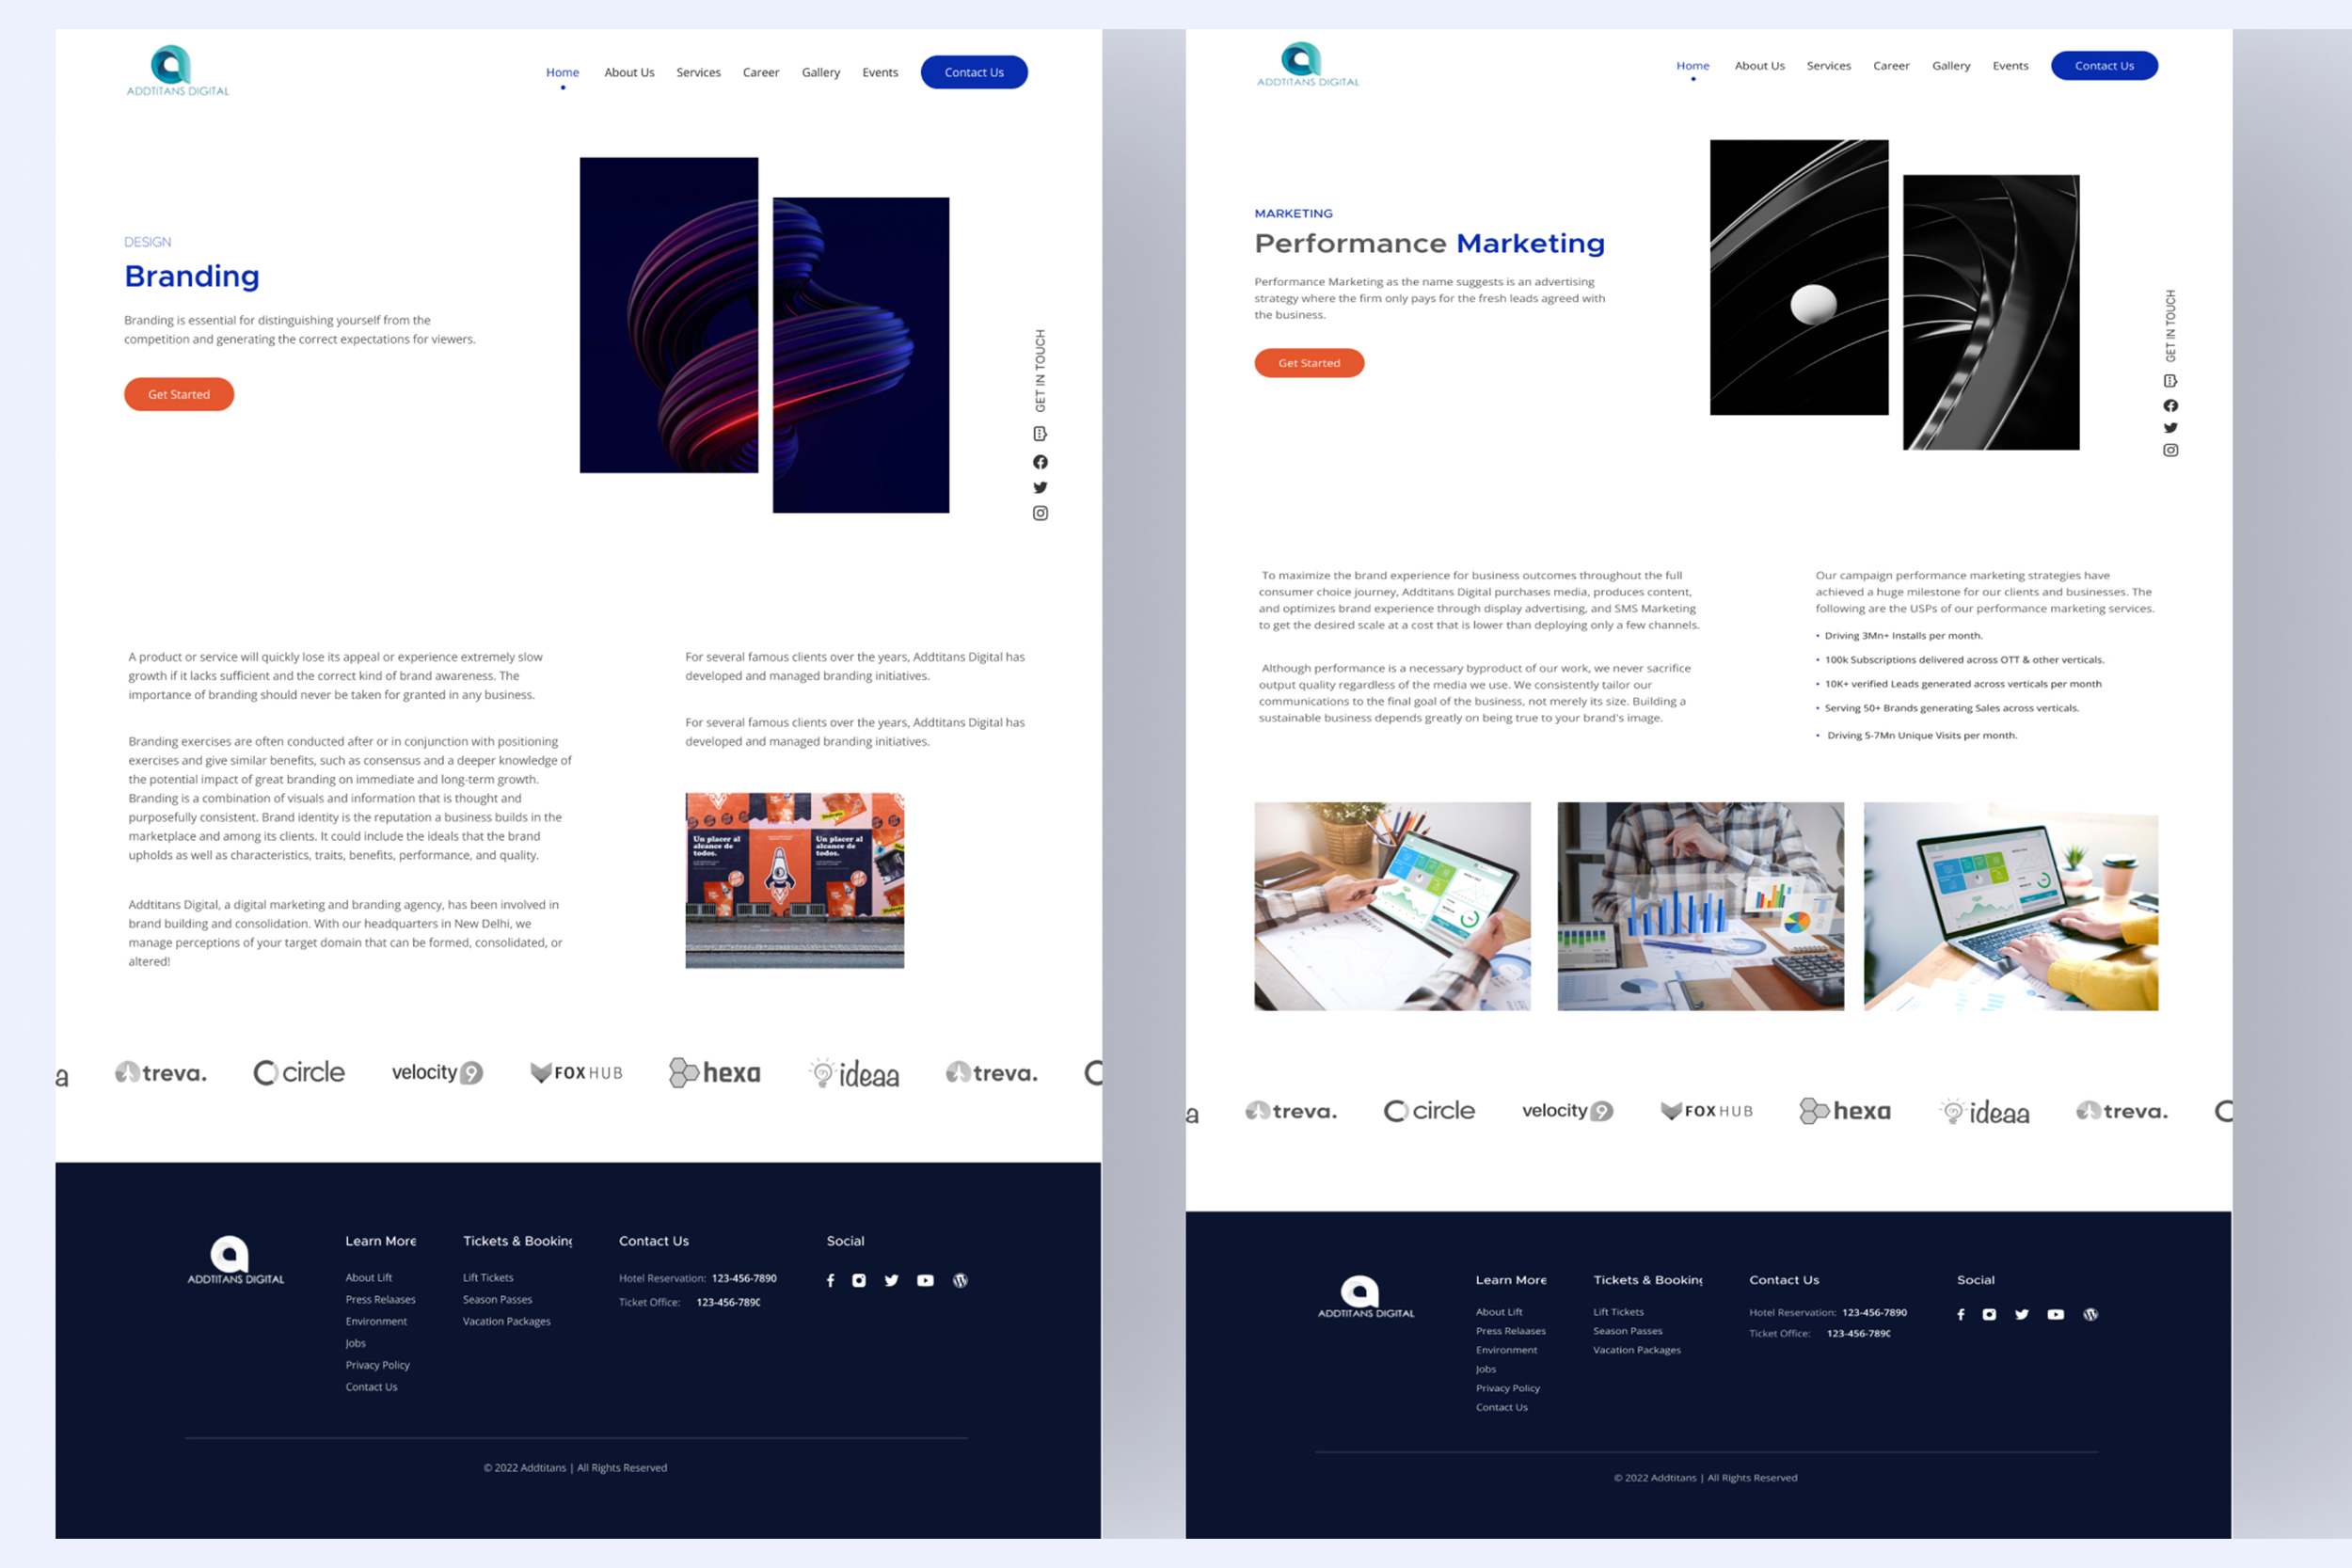 ADDTITANS DIGITAL
Home About Us Services Career Gallery Events Contact Us
DESIGN
Branding
Branding is essential for distinguishing yourself from the
competition and generating the correct expectations for viewers.
Get Started
GET IN TOUCH
A product or service will quickly lose its appeal or experience extremely slow
growth if it lacks sufficient and the correct kind of brand awareness. The
importance of branding should never be taken for granted in any business.
Branding exercises are often conducted after or in conjunction with positioning
exercises and give similar benefits, such as consensus and a deeper knowledge of
the potential impact of great branding on immediate and long-term growth.
Branding is a combination of visuals and information that is thought and
purposefully consistent. Brand identity is the reputation a business builds in the
marketplace and among its clients. It could include the ideals that the brand
upholds as well as characteristics, traits, benefits, performance, and quality.
Addtitans Digital, a digital marketing and branding agency, has been involved in
brand building and consolidation. With our headquarters in New Delhi, we
manage perceptions of your target domain that can be formed, consolidated, or
altered!
For several famous clients over the years, Addtitans Digital has
developed and managed branding initiatives.
For several famous clients over the years, Addtitans Digital has
developed and managed branding initiatives.
Un placer al
alcance de
todos.
Un placer al
alcance de
todos.
a treva. circle velocity 9 FOXHUB hexa ideaa treva.
ADDTITANS DIGITAL
Learn More
About Lift
Press Relaases
Environment
Jobs
Privacy Policy
Contact Us
Tickets & Booking
Lift Tickets
Season Passes
Vacation Packages
Contact Us
Hotel Reservation: 123-456-7890
Ticket Office: 123-456-7890
Social
© 2022 Addtitans | All Rights Reserved
ADDTITANS DIGITAL
Home About Us Services Career Gallery Events Contact Us
MARKETING
Performance Marketing
Performance Marketing as the name suggests is an advertising
strategy where the firm only pays for the fresh leads agreed with
the business.
Get Started
GET IN TOUCH
To maximize the brand experience for business outcomes throughout the full
consumer choice journey, Addtitans Digital purchases media, produces content,
and optimizes brand experience through display advertising, and SMS Marketing
to get the desired scale at a cost that is lower than deploying only a few channels.
Although performance is a necessary byproduct of our work, we never sacrifice
output quality regardless of the media we use. We consistently tailor our
communications to the final goal of the business, not merely its size. Building a
sustainable business depends greatly on being true to your brand's image.
Our campaign performance marketing strategies have
achieved a huge milestone for our clients and businesses. The
following are the USPs of our performance marketing services.
• Driving 3Mn+ Installs per month.
• 100k Subscriptions delivered across OTT & other verticals.
• 10K+ verified Leads generated across verticals per month
• Serving 50+ Brands generating Sales across verticals.
• Driving 5-7Mn Unique Visits per month.
a treva. circle velocity 9 FOXHUB hexa ideaa treva.
ADDTITANS DIGITAL
Learn More
About Lift
Press Relaases
Environment
Jobs
Privacy Policy
Contact Us
Tickets & Booking
Lift Tickets
Season Passes
Vacation Packages
Contact Us
Hotel Reservation: 123-456-7890
Ticket Office: 123-456-7890
Social
© 2022 Addtitans | All Rights Reserved